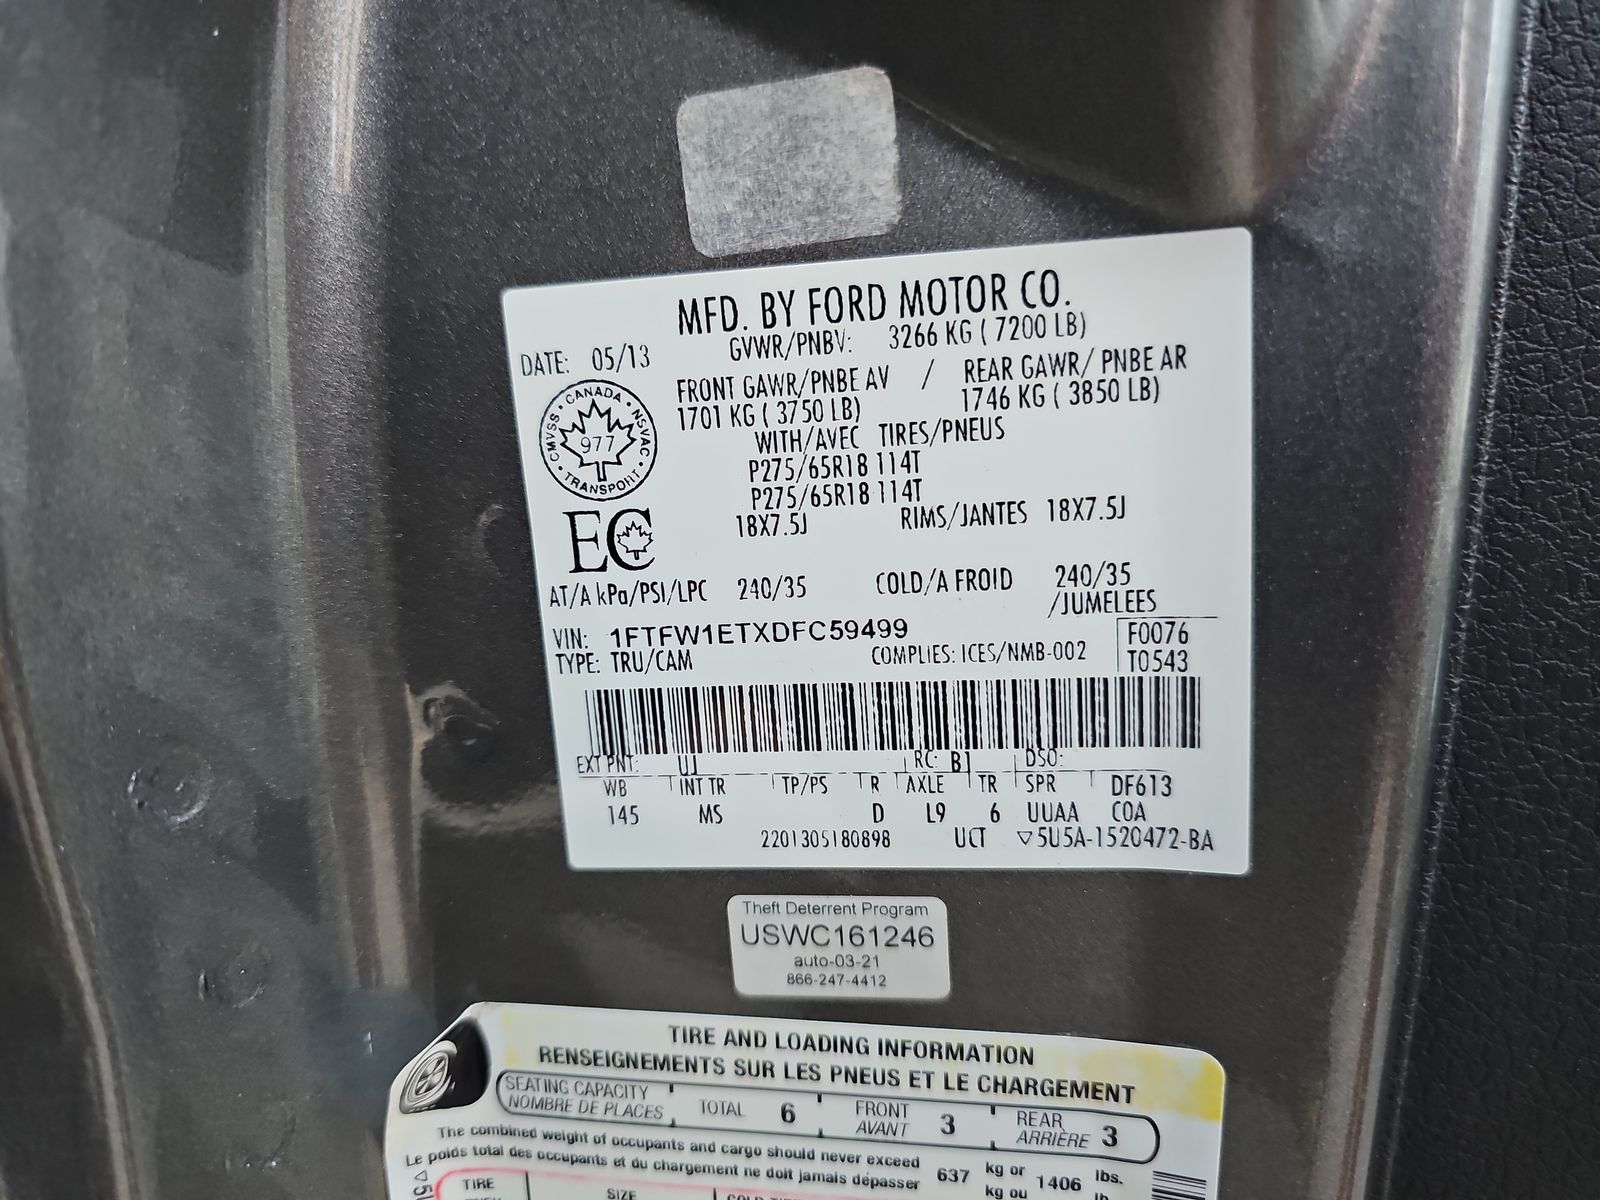 MFD. BY FORD MOTOR CO.
DATE: 05/13
GVWR/PNBV: 3266 KG ( 7200 LB)
FRONT GAWR/PNBE AV / REAR GAWR/ PNBE AR
1701 KG ( 3750 LB) 1746 KG ( 3850 LB)
WITH/AVEC TIRES/PNEUS
P275/65R18 114T
P275/65R18 114T
18X7.5J RIMS/JANTES 18X7.5J
CMVSS • CANADA • NSVAC • TRANSPORT •
977
EC
AT/A kPa/PSI/LPC 240/35 COLD/A FROID 240/35
/JUMELEES
VIN: 1FTFW1ETXDFC59499
F0076
TYPE: TRU/CAM COMPLIES: ICES/NMB-002
T0543
EXT PNT: UJ RC: B1 DSO:
WB INT TR TP/PS R AXLE TR SPR DF613
145 MS D L9 6 UUAA COA
2201305180898 UCT ▽5U5A-1520472-BA
Theft Deterrent Program
USWC161246
auto-03-21
866-247-4412
TIRE AND LOADING INFORMATION
RENSEIGNEMENTS SUR LES PNEUS ET LE CHARGEMENT
SEATING CAPACITY
NOMBRE DE PLACES
TOTAL 6
FRONT
AVANT 3
REAR
ARRIÈRE 3
The combined weight of occupants and cargo should never exceed
Le poids total des occupants et du chargement ne doit jamais dépasser
637 kg or 1406 lbs.
kg ou
TIRE
SIZE